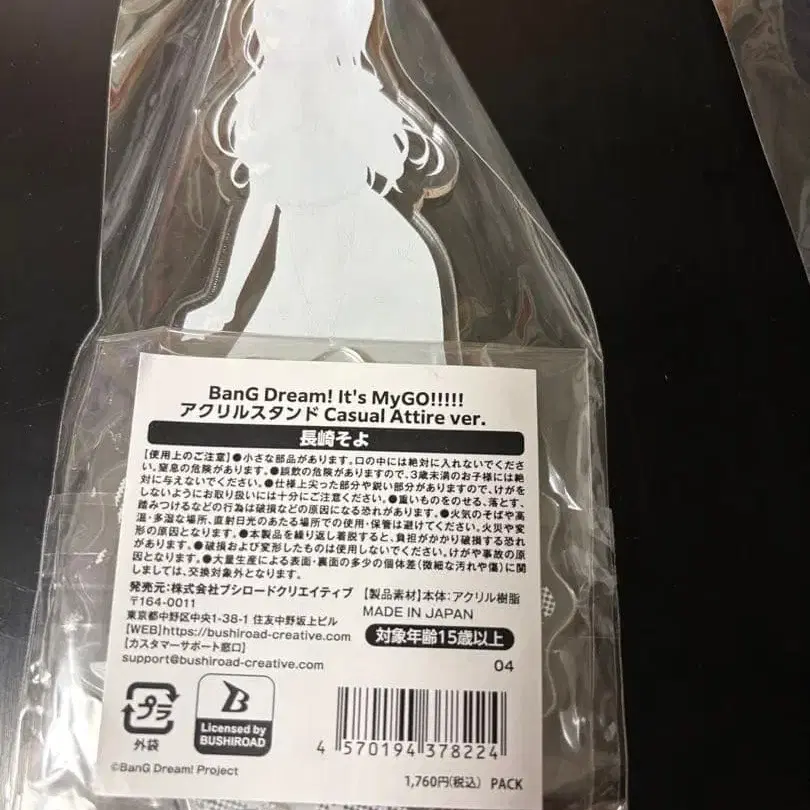 BanG Dream! It's MyGO!!!!!
アクリルスタンド Casual Attire ver.
長崎そよ
【使用上のご注意】●小さな部品があります。口の中には絶対に入れないでくださ
い。窒息の危険があります。●誤飲の危険がありますので、3歳未満のお子様には絶
対に与えないでください。●仕様上尖った部分や鋭い部分がありますので、けがを
しないようにお取り扱いには十分にご注意ください。●重いものをのせる、落とす、
踏みつけるなどの行為は破損などの原因になる恐れがあります。●火気のそばや高
温・多湿な場所、直射日光のあたる場所での使用・保管は避けてください。火災や変
形の原因となります。●本製品を繰り返し着脱すると、負担がかかり破損する恐れ
があります。●破損および変形したものは使用しないでください。けがや事故の原
因となります。●大量生産による表面・裏面の多少の個体差(微細な汚れや傷)に関
しましては、交換対象外となります。
発売元:株式会社ブシロードクリエイティブ
〒164-0011
東京都中野区中央1-38-1 住友中野坂上ビル
【WEB】https://bushiroad-creative.com
【カスタマーサポート窓口】
support@bushiroad-creative.com
【製品素材】本体:アクリル樹脂
MADE IN JAPAN
対象年齢15歳以上
04
プラ
外袋
B
Licensed by
BUSHIROAD
4 570194 378224
©BanG Dream! Project
1,760円(税込) PACK